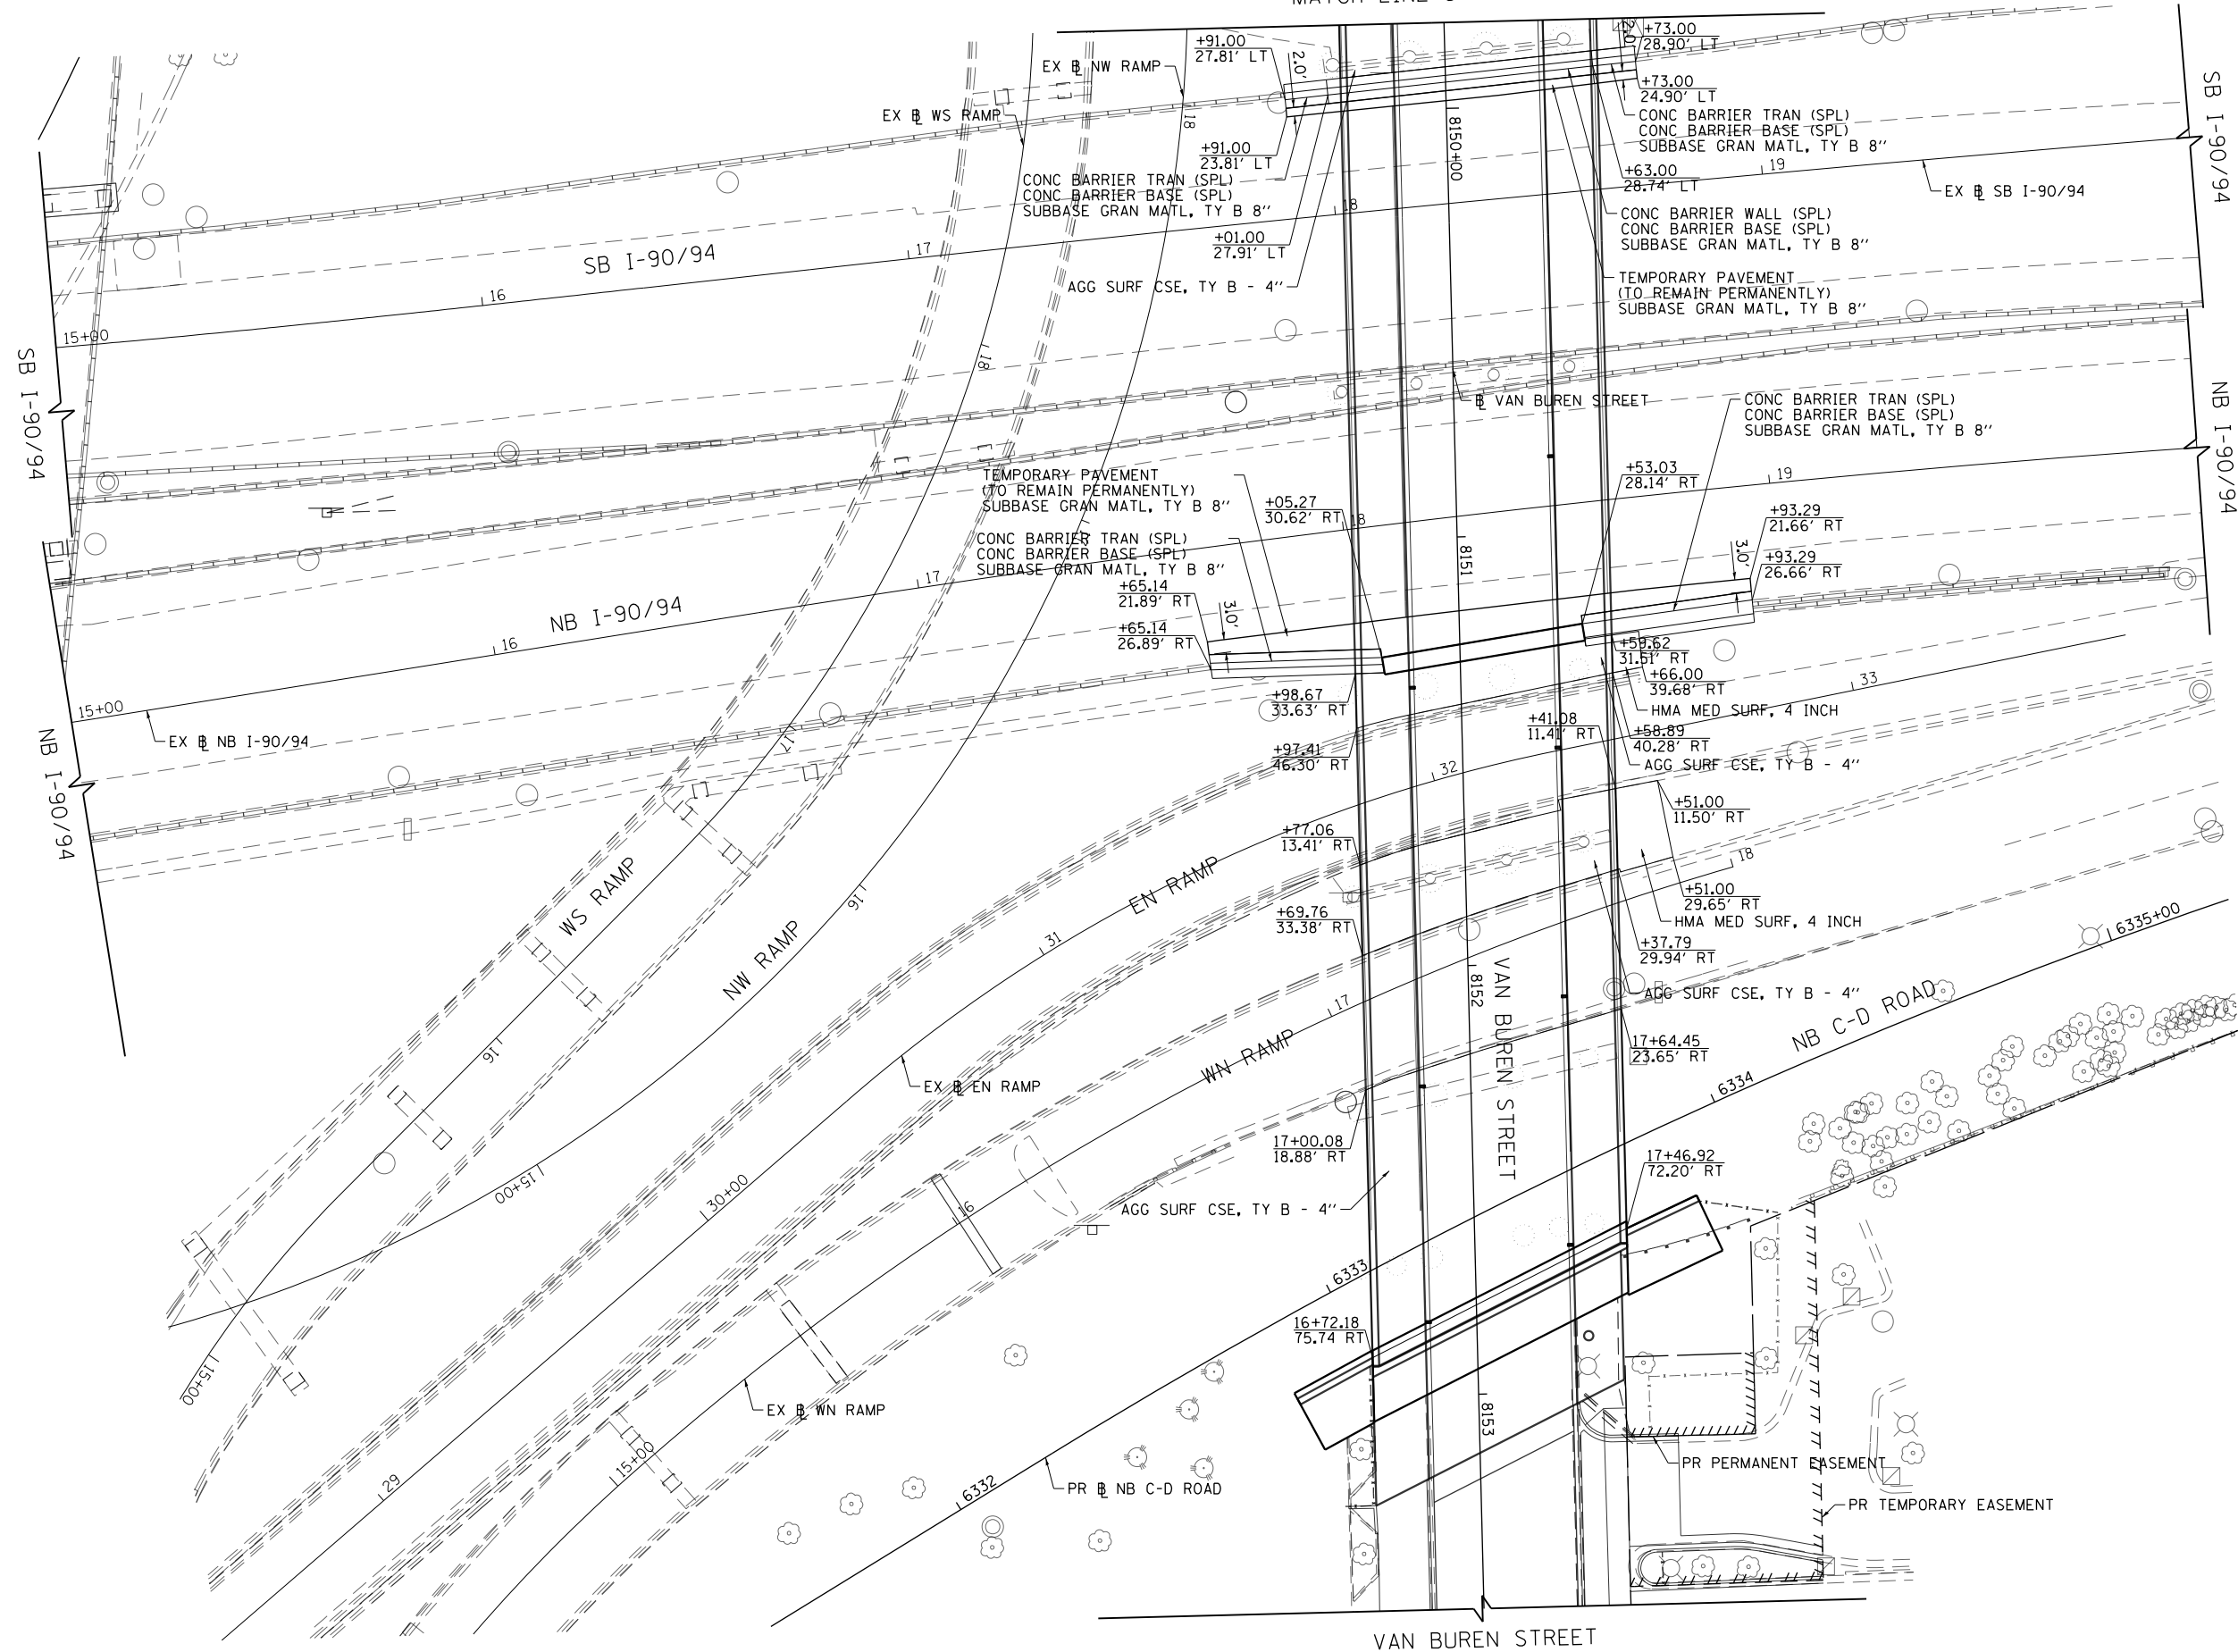 +91.00
27.81' LT
2.0'
2.0'
+73.00
28.90' LT
EX BL NW RAMP
EX BL WS RAMP
18
+73.00
24.90' LT
CONC BARRIER TRAN (SPL)
CONC BARRIER BASE (SPL)
SUBBASE GRAN MATL, TY B 8''
8150+00
+91.00
23.81' LT
CONC BARRIER TRAN (SPL)
CONC BARRIER BASE (SPL)
SUBBASE GRAN MATL, TY B 8''
+63.00
28.74' LT
19
EX BL SB I-90/94
SB I-90/94
18
CONC BARRIER WALL (SPL)
CONC BARRIER BASE (SPL)
SUBBASE GRAN MATL, TY B 8''
+01.00
27.91' LT
17
SB I-90/94
AGG SURF CSE, TY B - 4''
TEMPORARY PAVEMENT
(TO REMAIN PERMANENTLY)
SUBBASE GRAN MATL, TY B 8''
16
15+00
SB I-90/94
18
BL VAN BUREN STREET
CONC BARRIER TRAN (SPL)
CONC BARRIER BASE (SPL)
SUBBASE GRAN MATL, TY B 8''
NB I-90/94
TEMPORARY PAVEMENT
(TO REMAIN PERMANENTLY)
SUBBASE GRAN MATL, TY B 8''
+05.27
30.62' RT
+53.03
28.14' RT
19
+93.29
21.66' RT
18
17
CONC BARRIER TRAN (SPL)
CONC BARRIER BASE (SPL)
SUBBASE GRAN MATL, TY B 8''
8151
3.0'
+93.29
26.66' RT
17
+65.14
21.89' RT
3.0'
NB I-90/94
16
+65.14
26.89' RT
+59.62
31.51' RT
+66.00
39.68' RT
33
HMA MED SURF, 4 INCH
+98.67
33.63' RT
15+00
EX BL NB I-90/94
NB I-90/94
17
+41.08
11.41' RT
+58.89
40.28' RT
AGG SURF CSE, TY B - 4''
+97.41
46.30' RT
32
+51.00
11.50' RT
+77.06
13.41' RT
18
WS RAMP
EN RAMP
16
+51.00
29.65' RT
HMA MED SURF, 4 INCH
+69.76
33.38' RT
NW RAMP
31
+37.79
29.94' RT
6335+00
8152
VAN BUREN STREET
AGG SURF CSE, TY B - 4''
17
NB C-D ROAD
16
WN RAMP
17+64.45
23.65' RT
EX BL EN RAMP
6334
17+00.08
18.88' RT
17+46.92
72.20' RT
15+00
30+00
16
AGG SURF CSE, TY B - 4''
6333
16+72.18
75.74 RT
15+00
EX BL WN RAMP
8153
15+00
29
6332
PR BL NB C-D ROAD
PR PERMANENT EASEMENT
PR TEMPORARY EASEMENT
VAN BUREN STREET